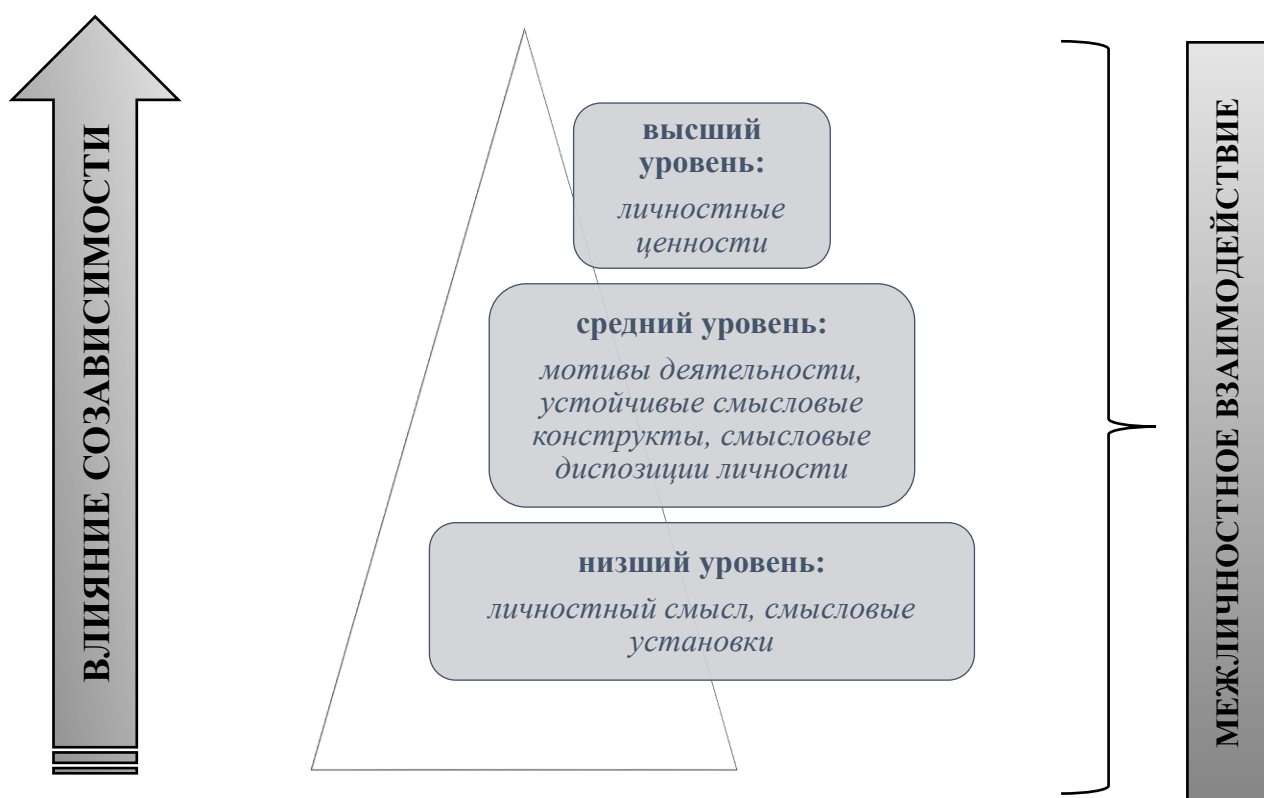 ВЛИЯНИЕ СОЗАВИСИМОСТИ
высший
уровень:
личностные
ценности
средний уровень:
мотивы деятельности,
устойчивые смысловые
конструкты, смысловые
диспозиции личности
низший уровень:
личностный смысл, смысловые
установки
МЕЖЛИЧНОСТНОЕ ВЗАИМОДЕЙСТВИЕ